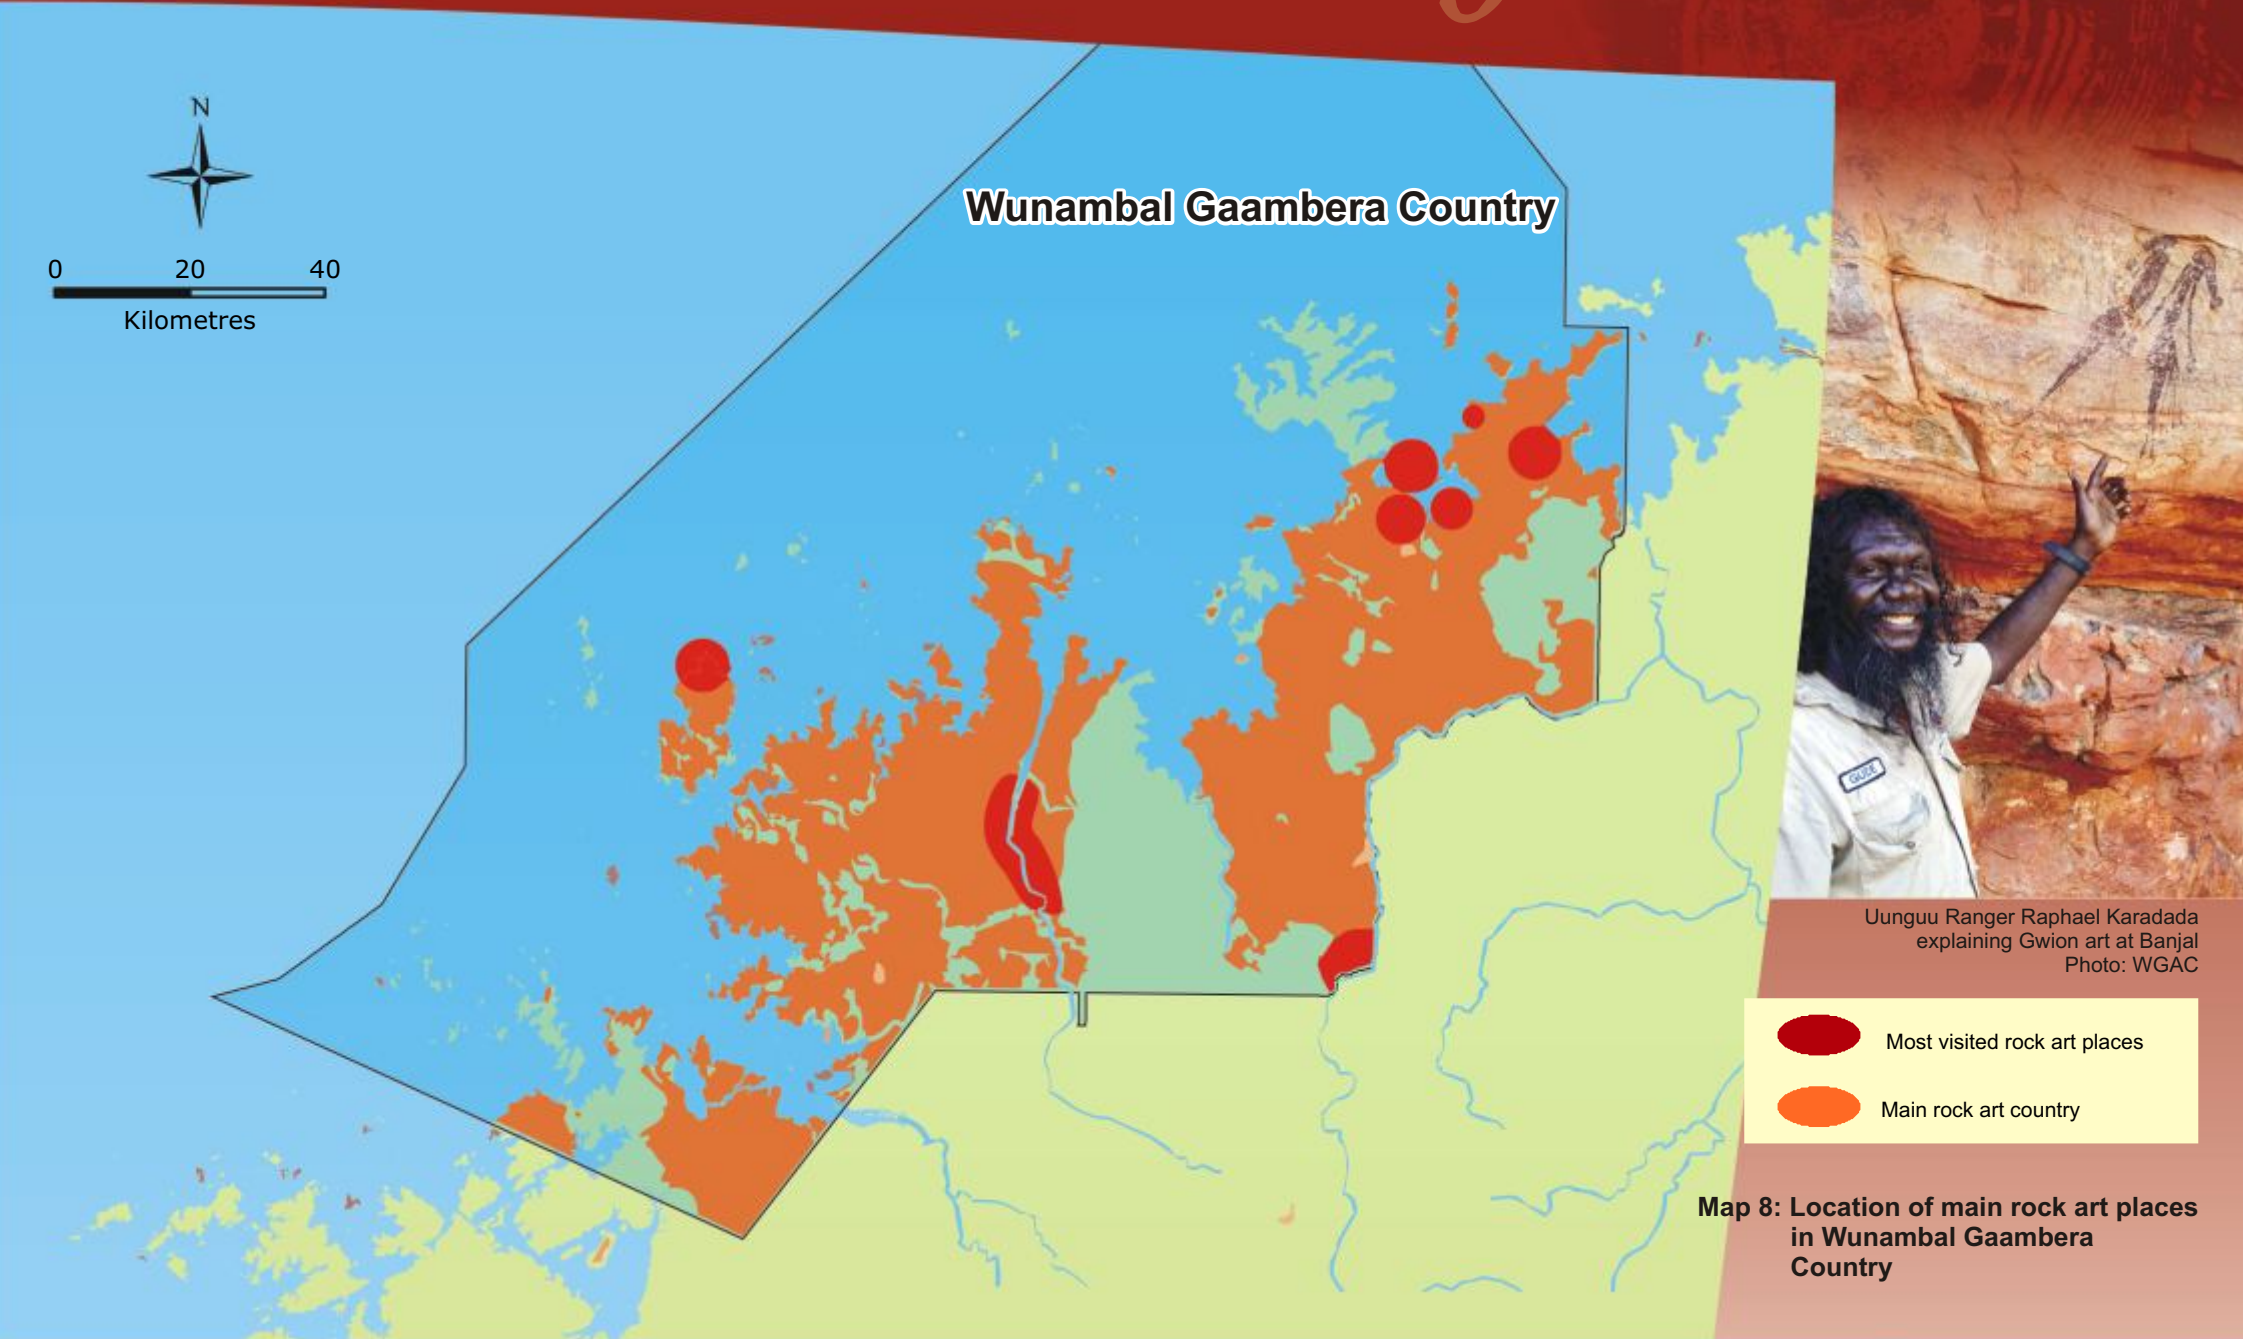 N
0 20 40
Kilometres
Wunambal Gaambera Country
GUIDE
Uunguu Ranger Raphael Karadada
explaining Gwion art at Banjal
Photo: WGAC
Most visited rock art places
Main rock art country
Map 8: Location of main rock art places
in Wunambal Gaambera
Country